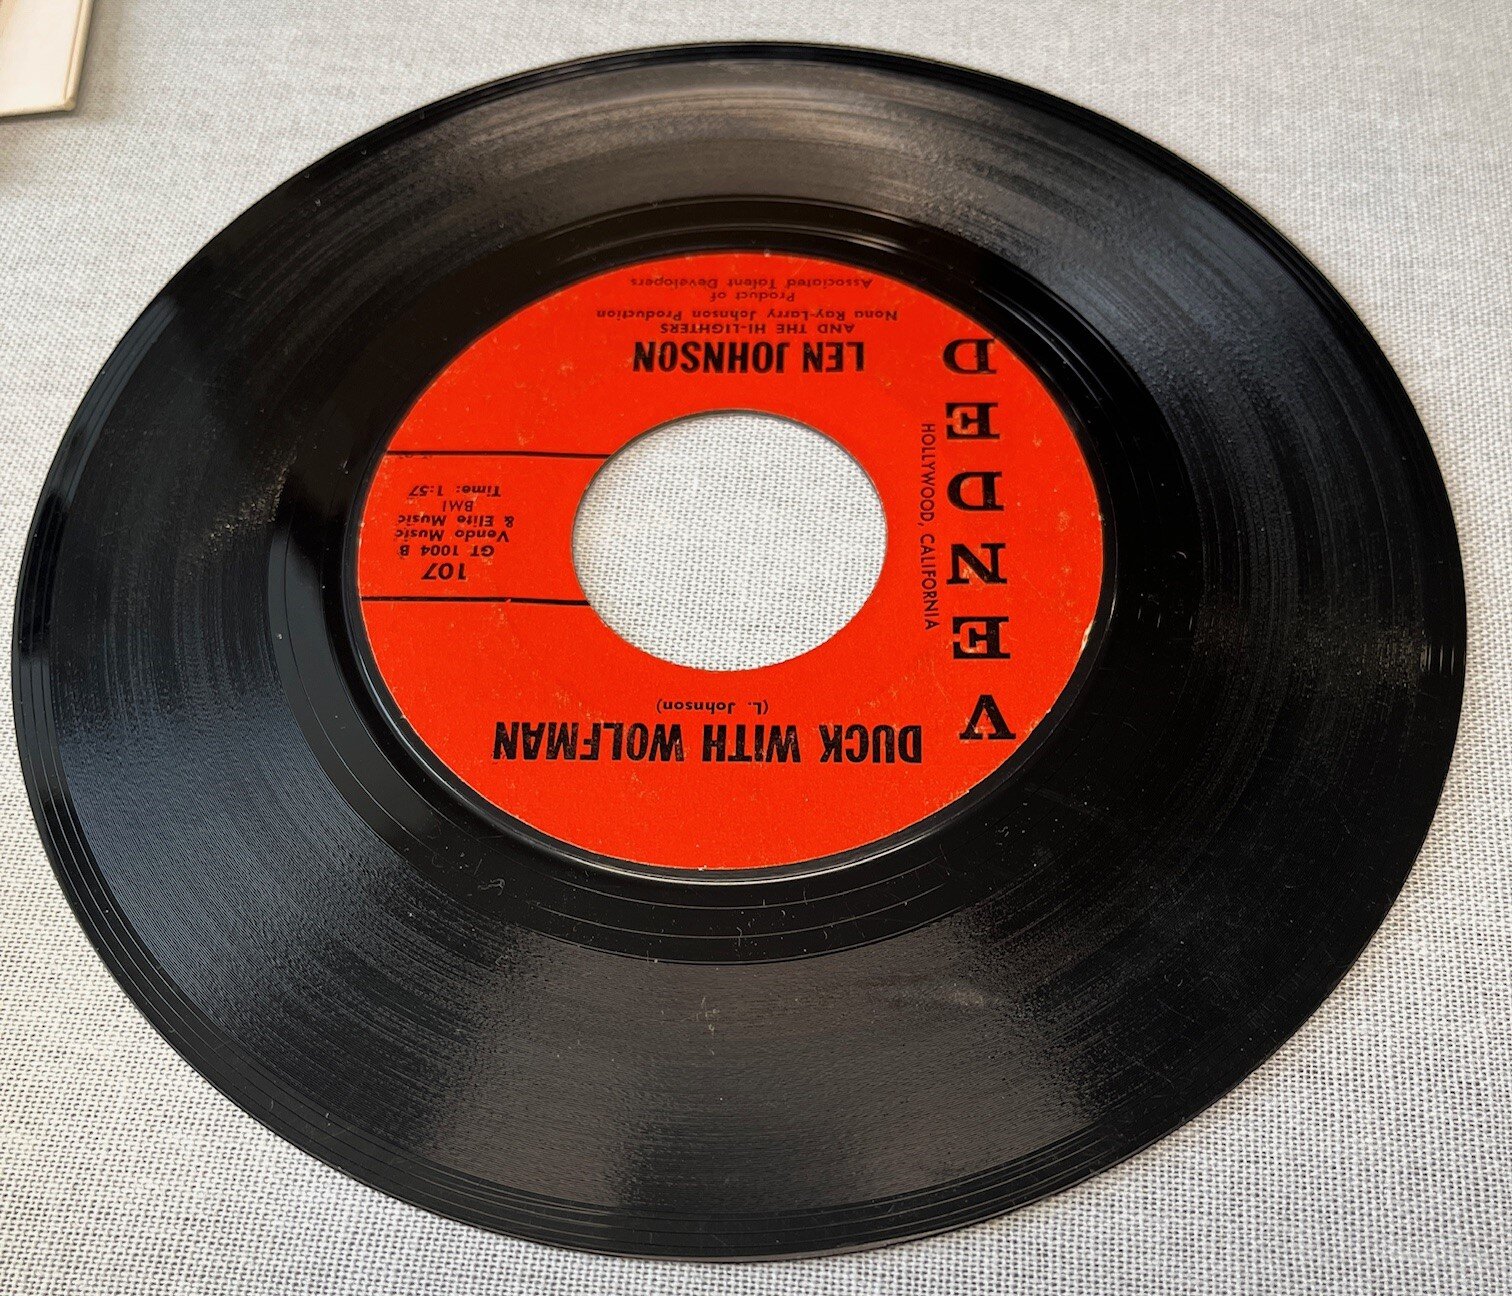 VENDED
HOLLYWOOD, CALIFORNIA
DUCK WITH WOLFMAN
(L. Johnson)
107
GT 1004 B
Vendo Music
& Elite Music
BMI
Time: 1:57
LEN JOHNSON
AND THE HI-LIGHTERS
Nona Ray-Larry Johnson Production
Product of
Associated Talent Developers